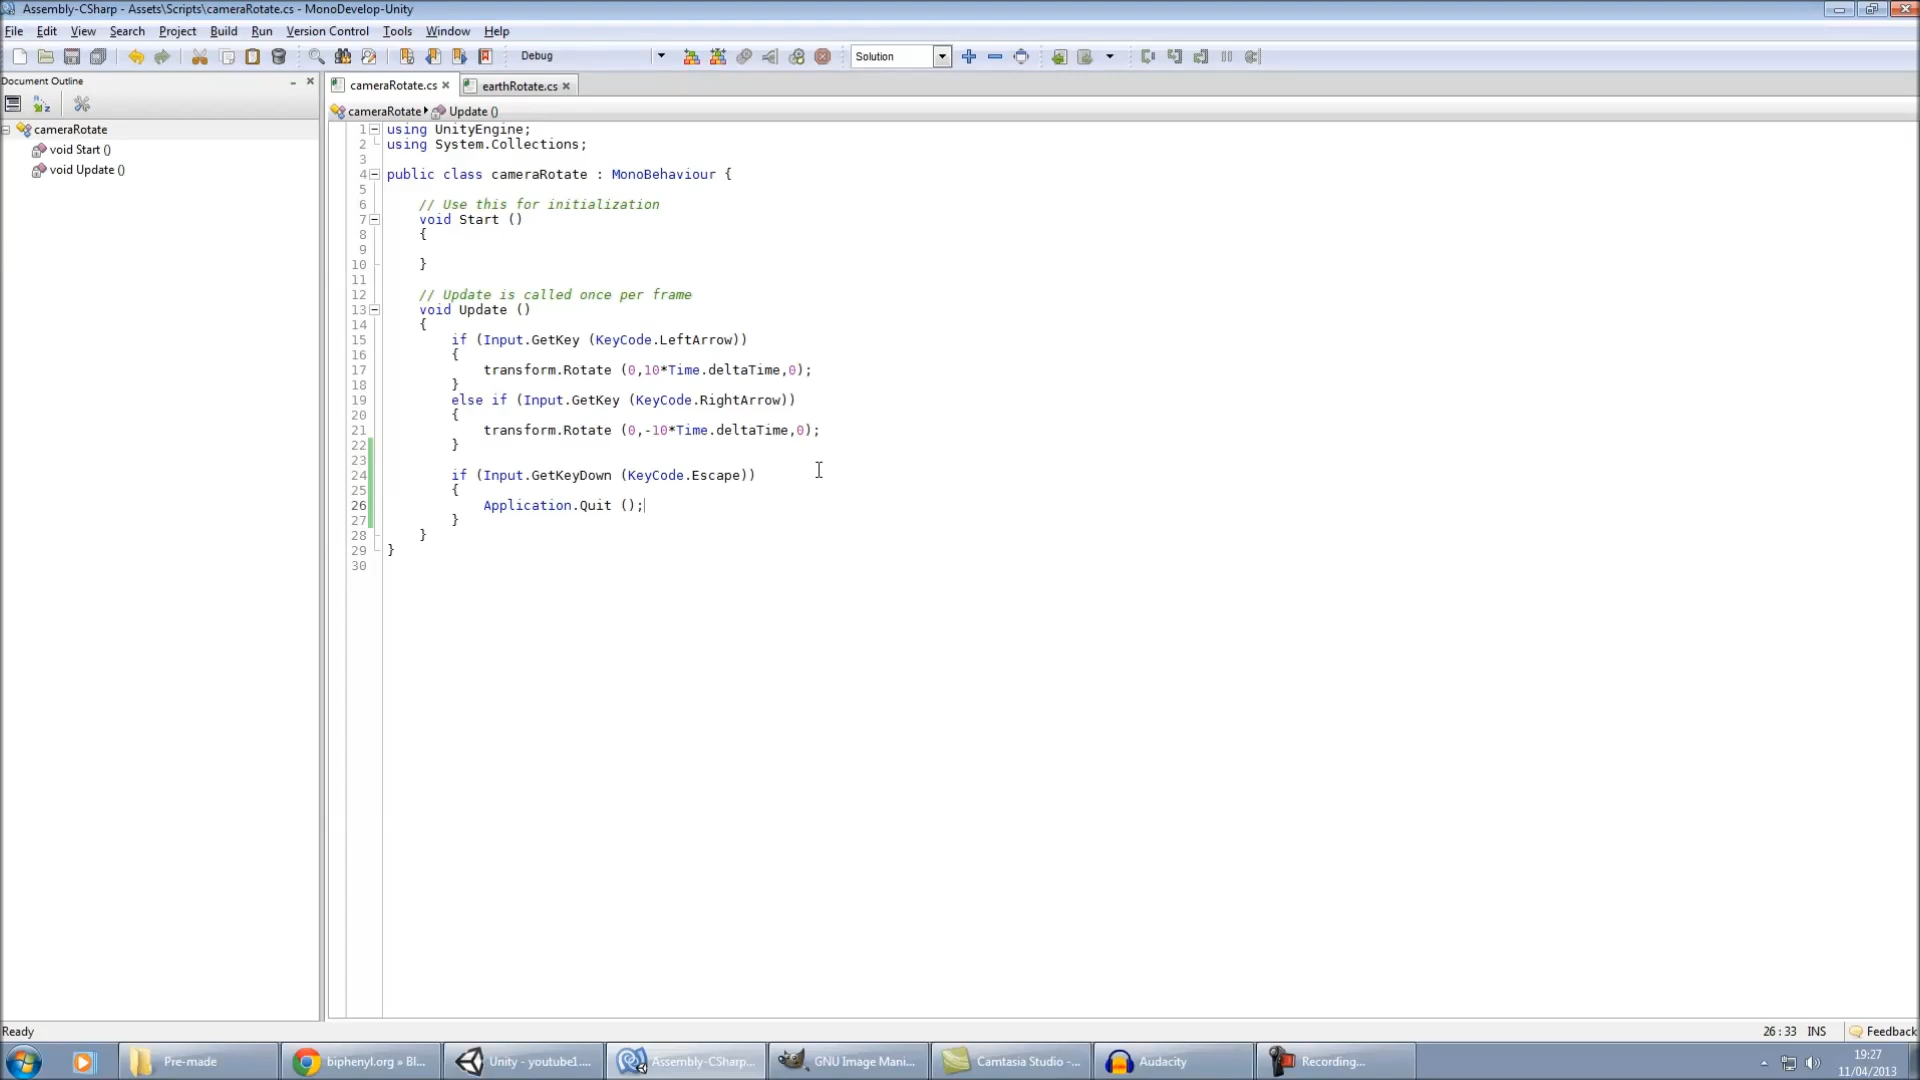 Assembly-CSharp - Assets\Scripts\cameraRotate.cs - MonoDevelop-Unity
File Edit View Search Project Build Run Version Control Tools Window Help
Debug Solution
Document Outline
cameraRotate.cs earthRotate.cs
cameraRotate Update ()
cameraRotate
void Start ()
void Update ()
1 using UnityEngine;
2 using System.Collections;
3
4 public class cameraRotate : MonoBehaviour {
5
6 // Use this for initialization
7 void Start ()
8 {
9
10 }
11
12 // Update is called once per frame
13 void Update ()
14 {
15 if (Input.GetKey (KeyCode.LeftArrow))
16 {
17 transform.Rotate (0,10*Time.deltaTime,0);
18 }
19 else if (Input.GetKey (KeyCode.RightArrow))
20 {
21 transform.Rotate (0,-10*Time.deltaTime,0);
22 }
23
24 if (Input.GetKeyDown (KeyCode.Escape))
25 {
26 Application.Quit ();
27 }
28 }
29 }
30
Ready 26 : 33 INS Feedback
Pre-made biphenyl.org » Bl... Unity - youtube1.... Assembly-CSharp... GNU Image Mani... Camtasia Studio -... Audacity Recording... 19:27
11/04/2013